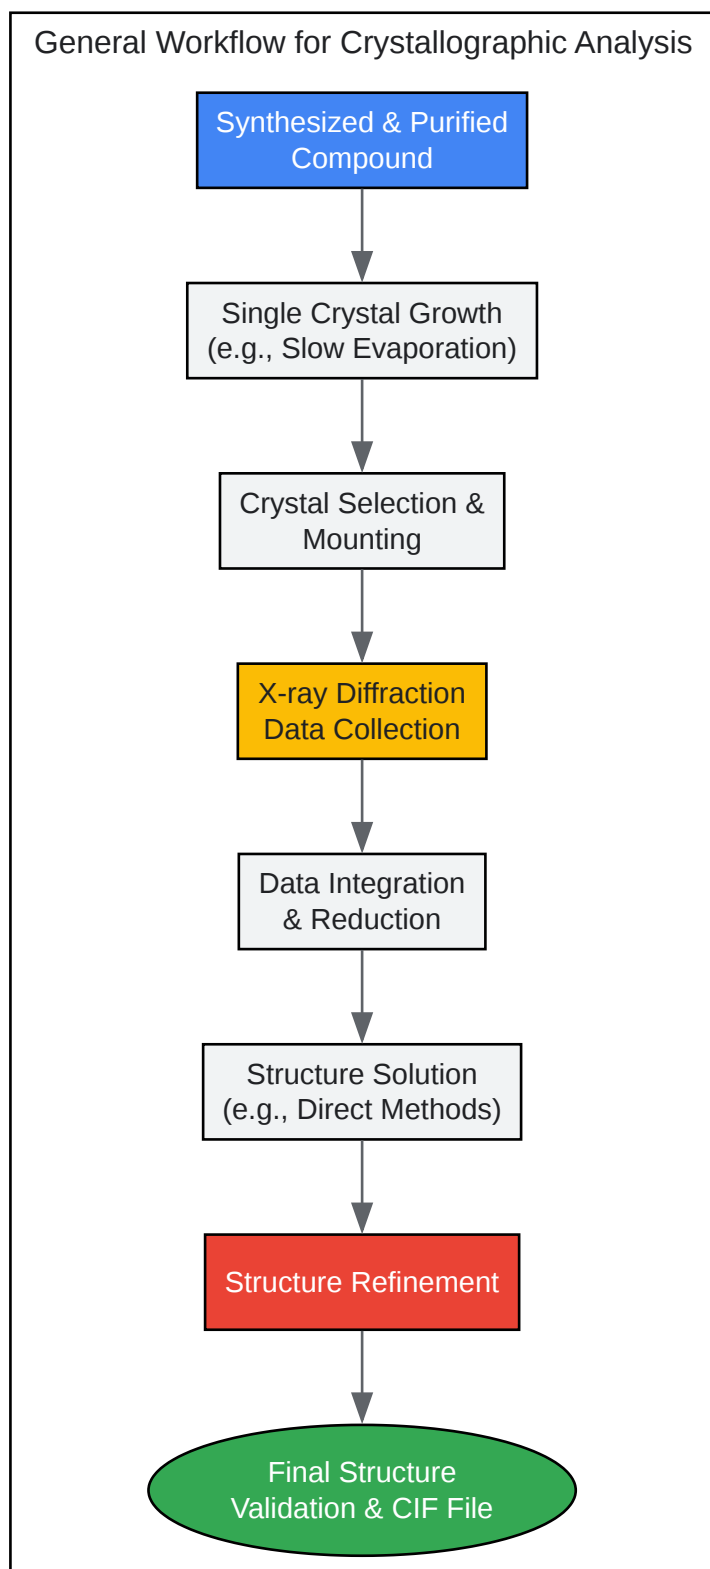 General Workflow for Crystallographic Analysis
Synthesized & Purified
Compound
Single Crystal Growth
(e.g., Slow Evaporation)
Crystal Selection &
Mounting
X-ray Diffraction
Data Collection
Data Integration
& Reduction
Structure Solution
(e.g., Direct Methods)
Structure Refinement
Final Structure
Validation & CIF File